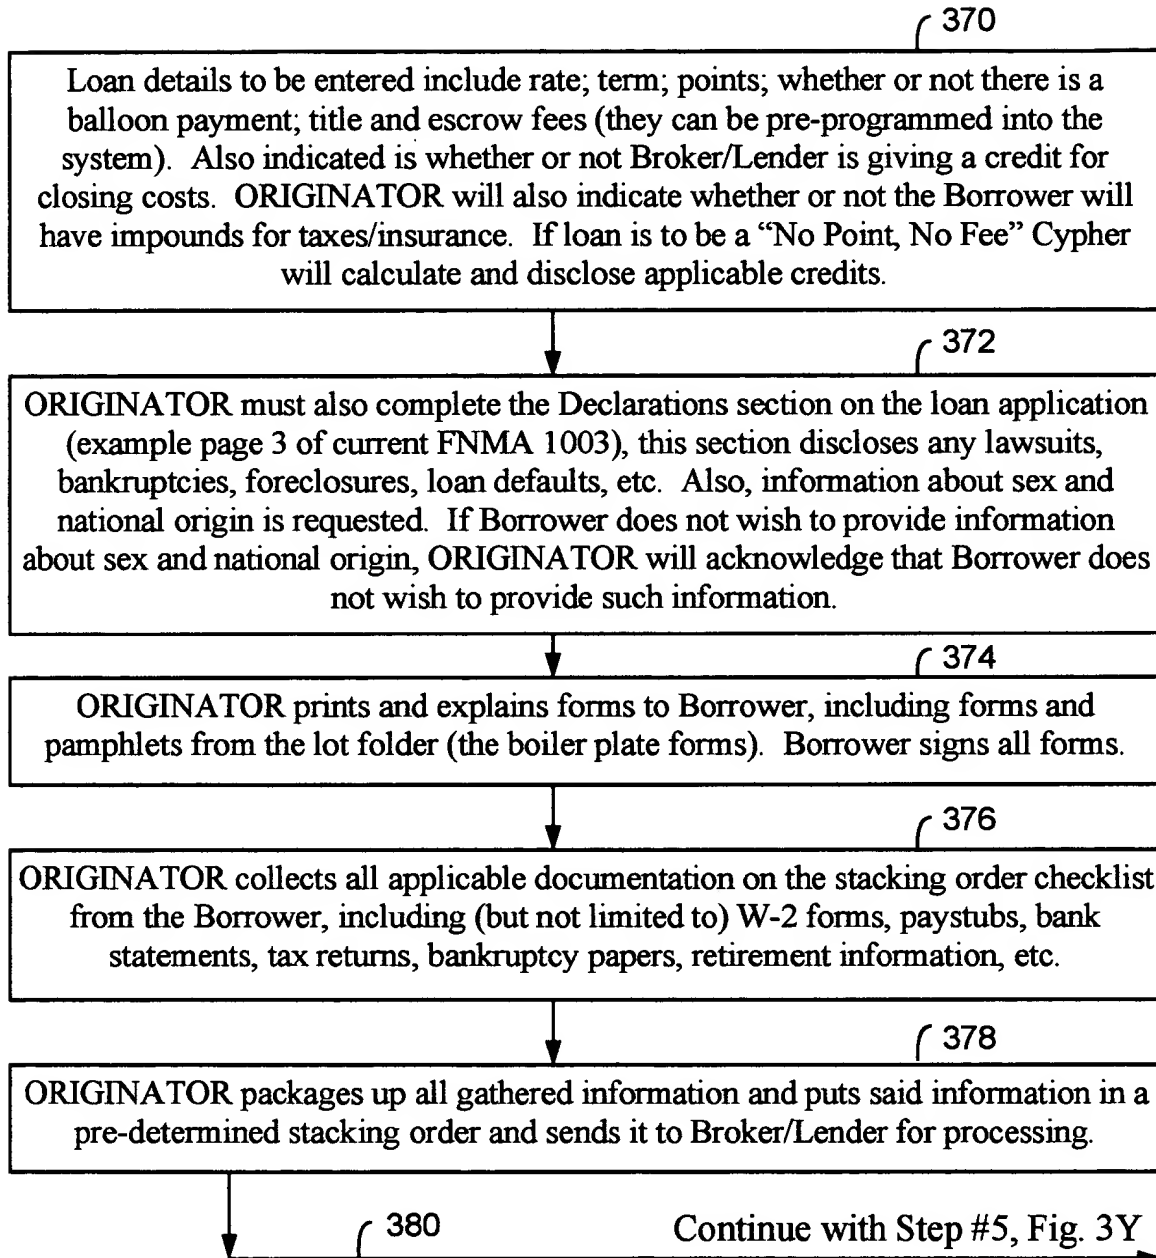 370
Loan details to be entered include rate; term; points; whether or not there is a
balloon payment; title and escrow fees (they can be pre-programmed into the
system). Also indicated is whether or not Broker/Lender is giving a credit for
closing costs. ORIGINATOR will also indicate whether or not the Borrower will
have impounds for taxes/insurance. If loan is to be a “No Point, No Fee” Cypher
will calculate and disclose applicable credits.
372
ORIGINATOR must also complete the Declarations section on the loan application
(example page 3 of current FNMA 1003), this section discloses any lawsuits,
bankruptcies, foreclosures, loan defaults, etc. Also, information about sex and
national origin is requested. If Borrower does not wish to provide information
about sex and national origin, ORIGINATOR will acknowledge that Borrower does
not wish to provide such information.
374
ORIGINATOR prints and explains forms to Borrower, including forms and
pamphlets from the lot folder (the boiler plate forms). Borrower signs all forms.
376
ORIGINATOR collects all applicable documentation on the stacking order checklist
from the Borrower, including (but not limited to) W-2 forms, paystubs, bank
statements, tax returns, bankruptcy papers, retirement information, etc.
378
ORIGINATOR packages up all gathered information and puts said information in a
pre-determined stacking order and sends it to Broker/Lender for processing.
380
Continue with Step #5, Fig. 3Y